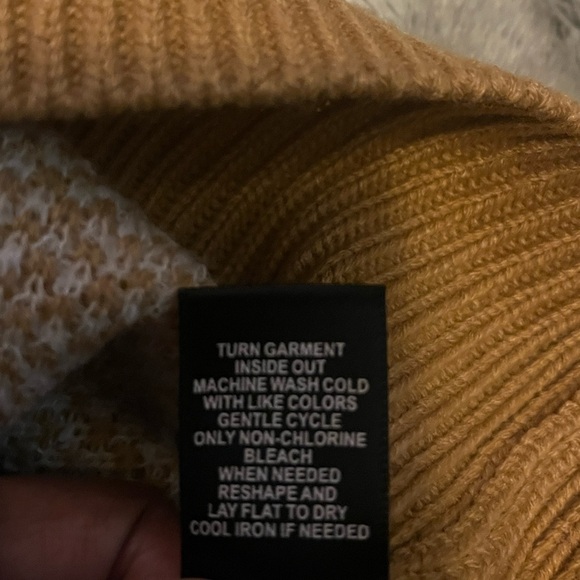 TURN GARMENT
INSIDE OUT
MACHINE WASH COLD
WITH LIKE COLORS
GENTLE CYCLE
ONLY NON-CHLORINE
BLEACH
WHEN NEEDED
RESHAPE AND
LAY FLAT TO DRY
COOL IRON IF NEEDED